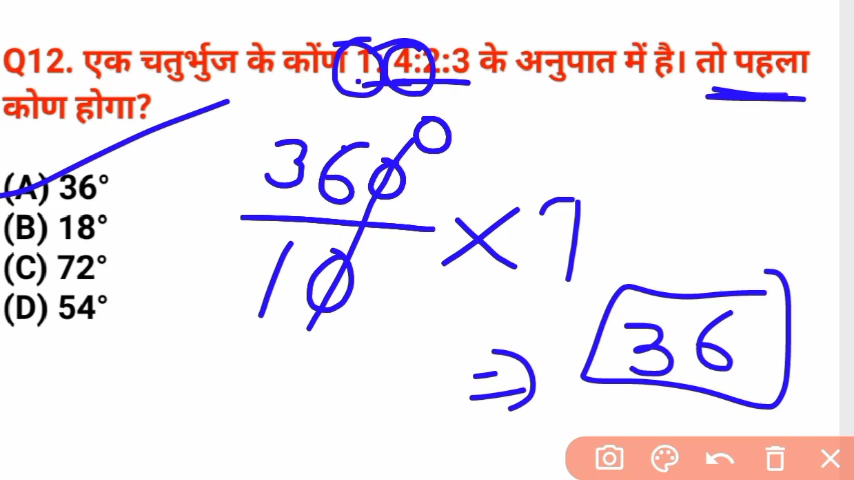 Q12. एक चतुर्भुज के कोंण 1:4:2:3 के अनुपात में है। तो पहला
कोण होगा?
(A) 36°
(B) 18°
(C) 72°
(D) 54°
360°
10
× 1
⇒ 36